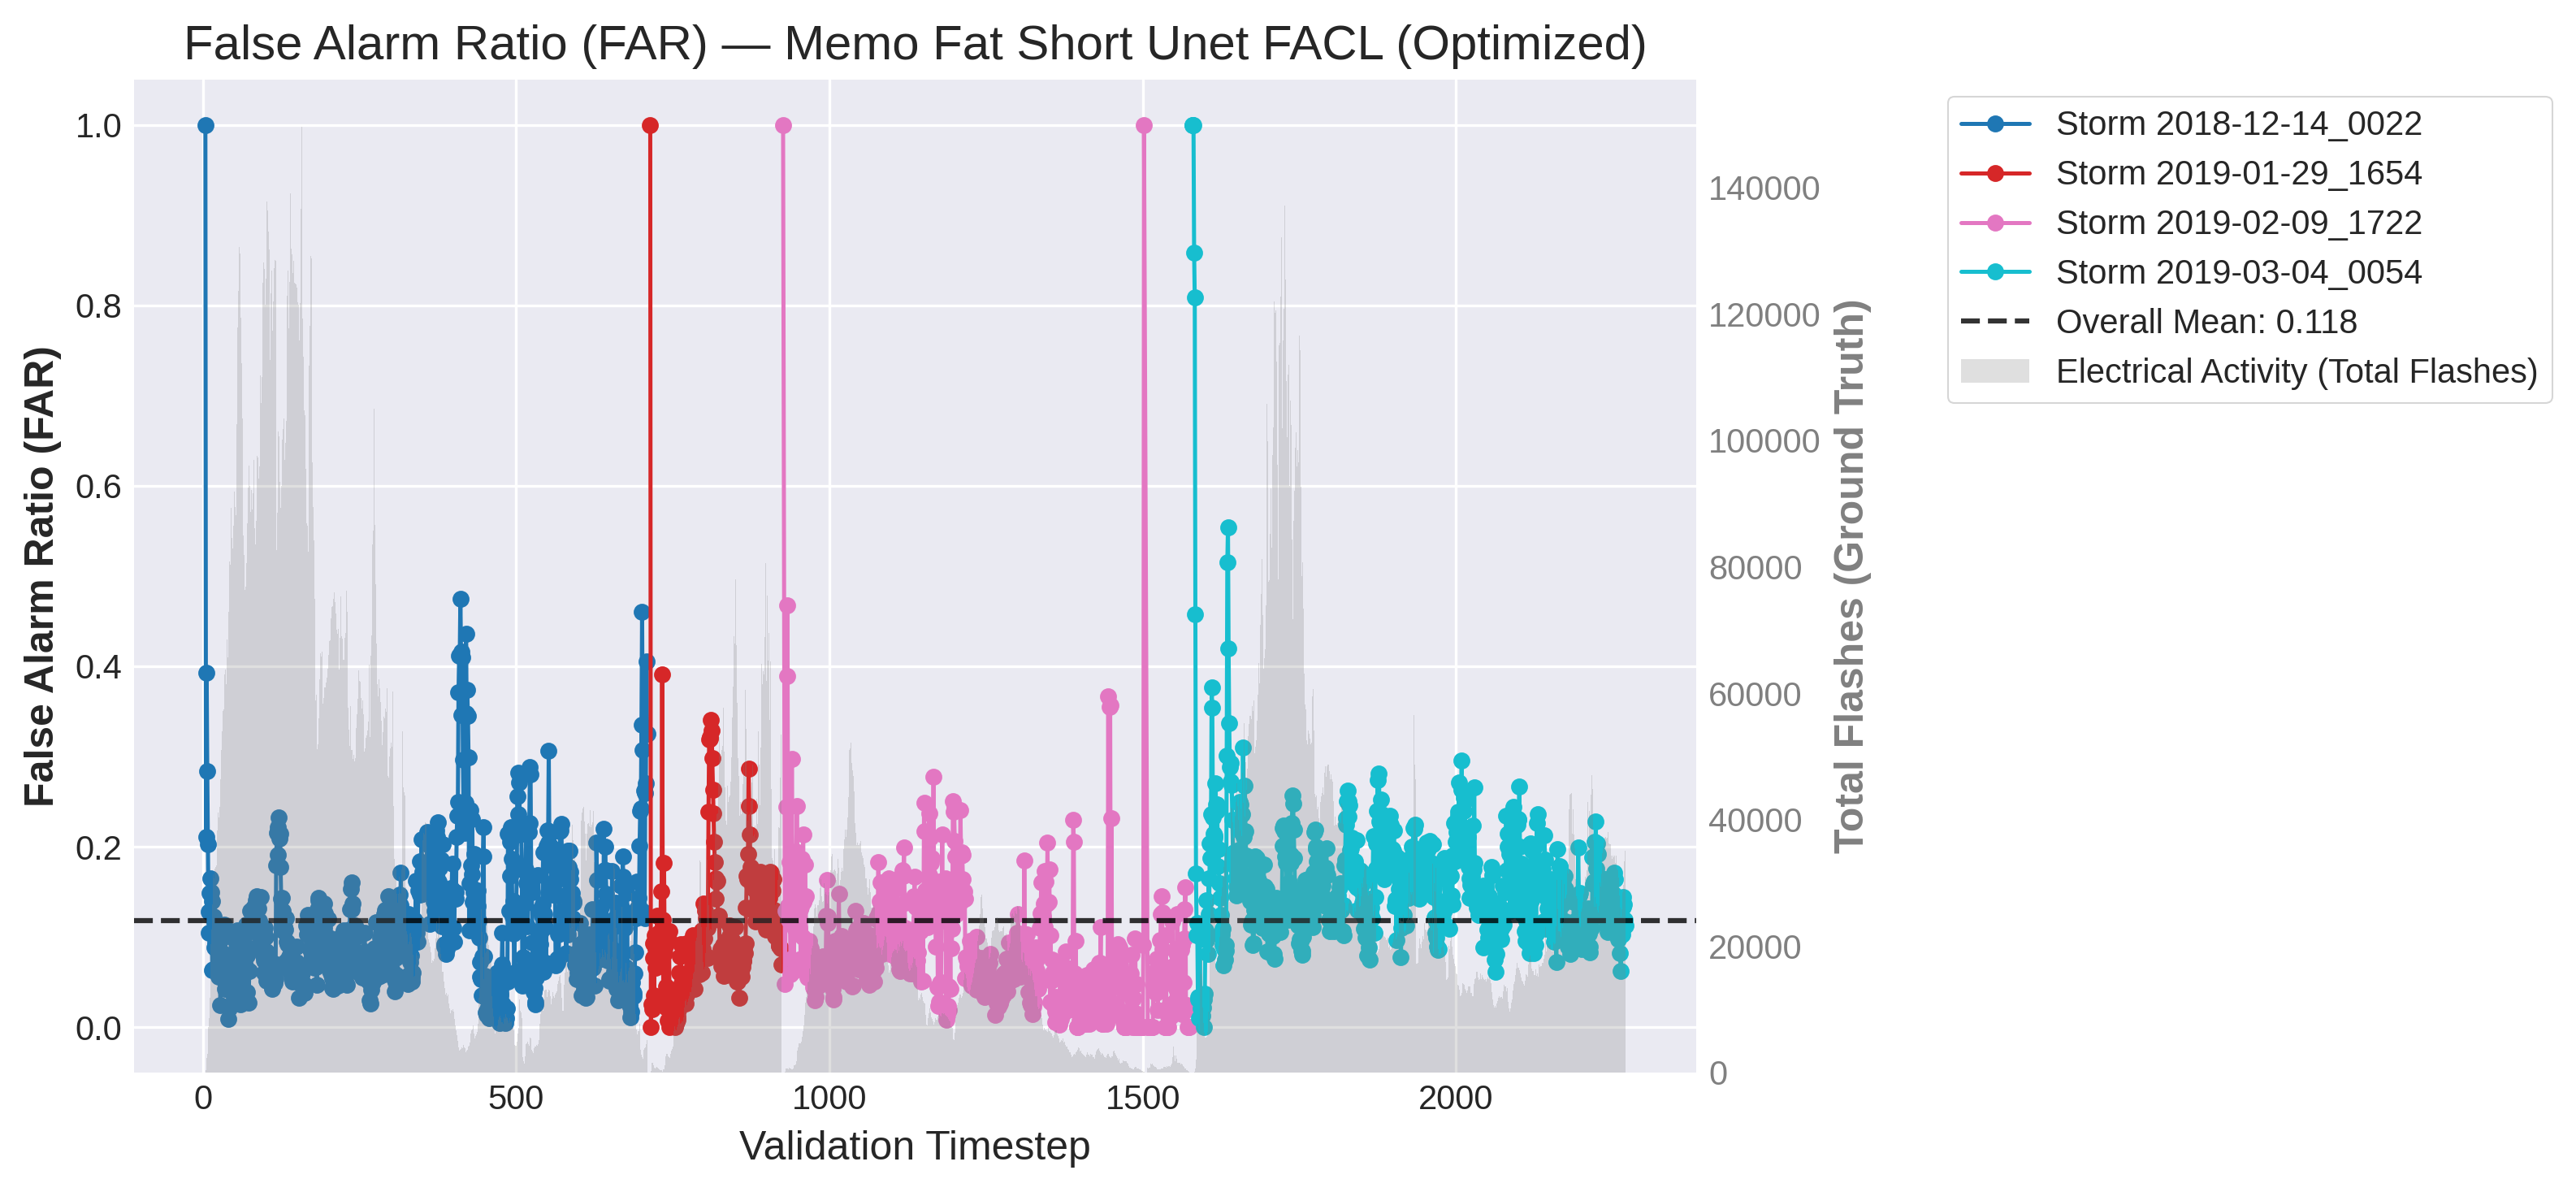 False Alarm Ratio (FAR) — Memo Fat Short Unet FACL (Optimized)
False Alarm Ratio (FAR)
1.0
0.8
0.6
0.4
0.2
0.0
0
500
1000
1500
2000
Validation Timestep
140000
120000
100000
80000
60000
40000
20000
0
Total Flashes (Ground Truth)
Storm 2018-12-14_0022
Storm 2019-01-29_1654
Storm 2019-02-09_1722
Storm 2019-03-04_0054
Overall Mean: 0.118
Electrical Activity (Total Flashes)